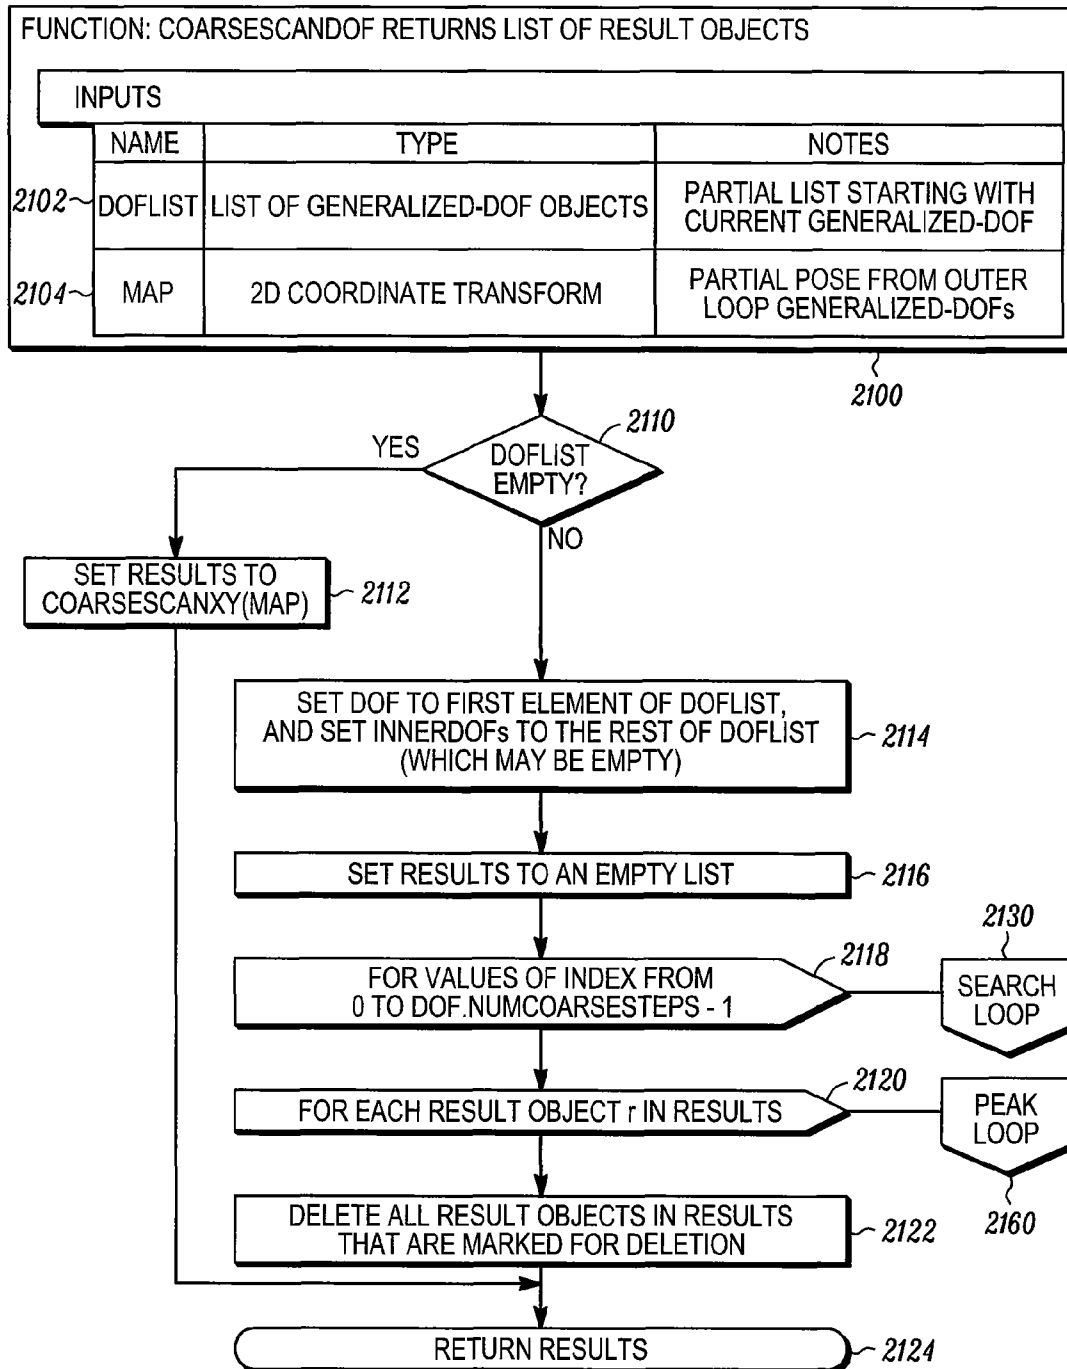 FUNCTION: COARSESCANDOF RETURNS LIST OF RESULT OBJECTS
INPUTS
NAME TYPE NOTES
2102 DOFLIST LIST OF GENERALIZED-DOF OBJECTS PARTIAL LIST STARTING WITH
CURRENT GENERALIZED-DOF
2104 MAP 2D COORDINATE TRANSFORM PARTIAL POSE FROM OUTER
LOOP GENERALIZED-DOFs
2100
2110
YES
DOFLIST
EMPTY?
NO
SET RESULTS TO
COARSESCANXY(MAP)
2112
SET DOF TO FIRST ELEMENT OF DOFLIST,
AND SET INNERDOFs TO THE REST OF DOFLIST
(WHICH MAY BE EMPTY)
2114
SET RESULTS TO AN EMPTY LIST
2116
FOR VALUES OF INDEX FROM
0 TO DOF.NUMCOARSESTEPS - 1
2118
2130
SEARCH
LOOP
FOR EACH RESULT OBJECT r IN RESULTS
2120
PEAK
LOOP
2160
DELETE ALL RESULT OBJECTS IN RESULTS
THAT ARE MARKED FOR DELETION
2122
RETURN RESULTS
2124